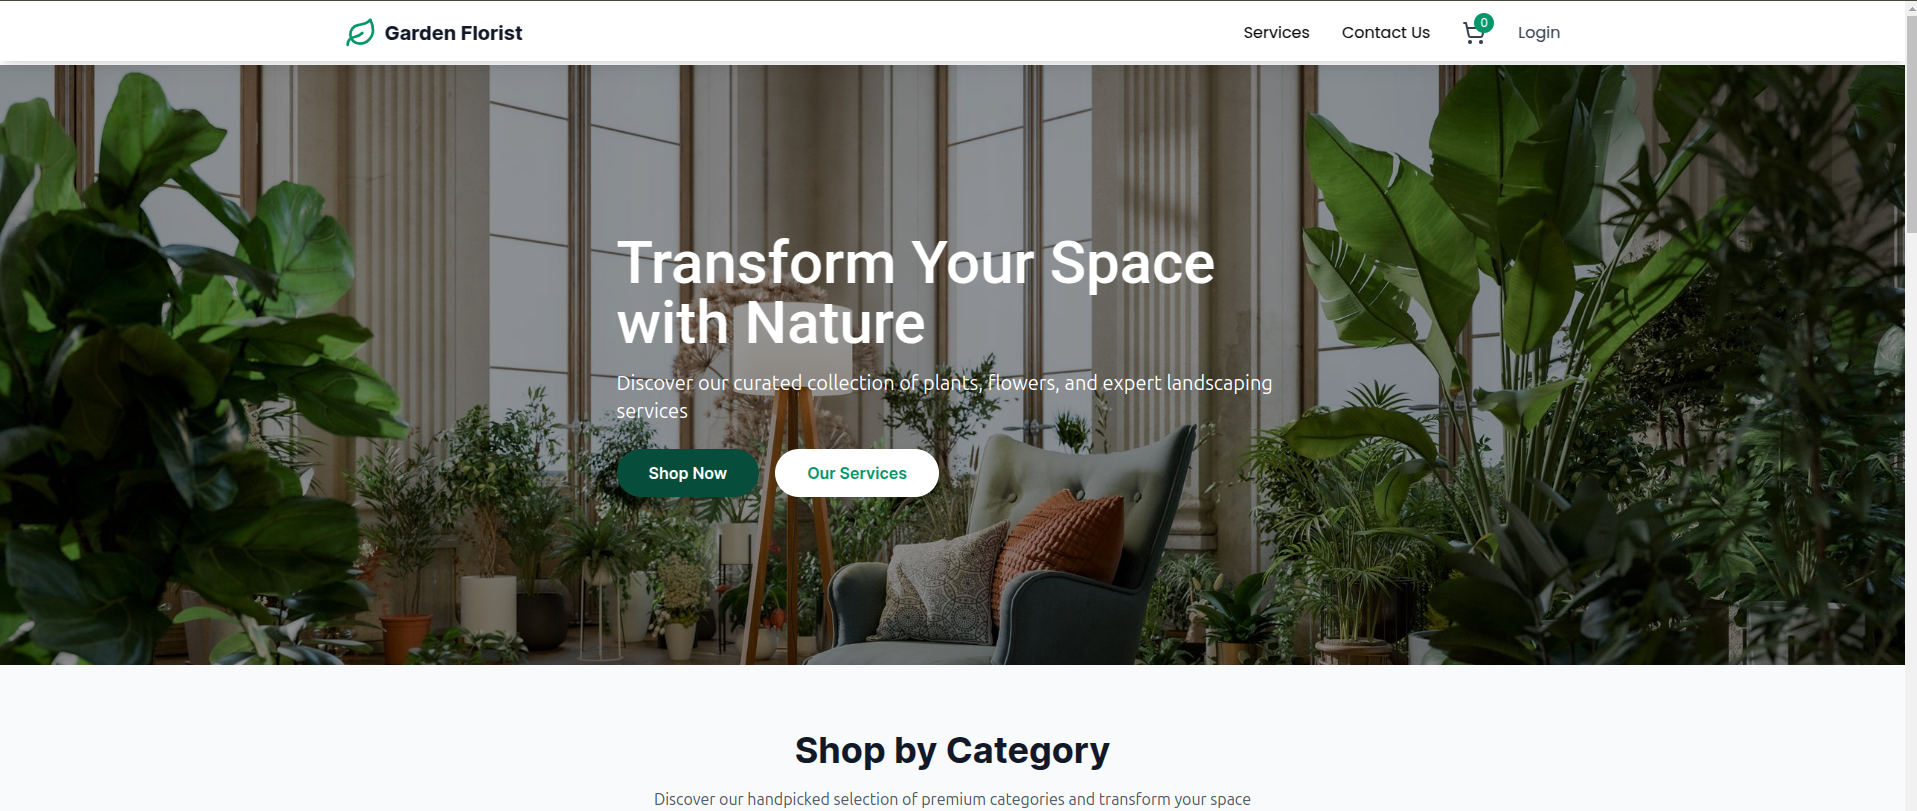 Garden Florist
Services
Contact Us
0
Login
Transform Your Space
with Nature
Discover our curated collection of plants, flowers, and expert landscaping
services
Shop Now
Our Services
Shop by Category
Discover our handpicked selection of premium categories and transform your space